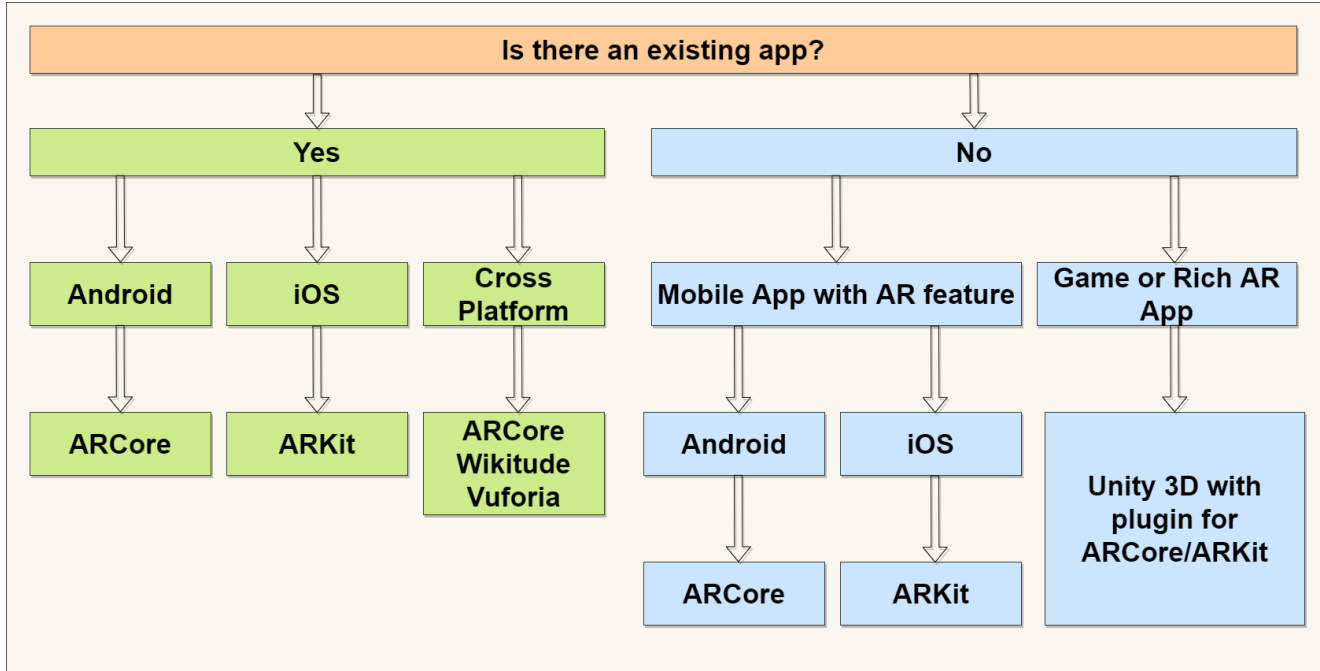 Is there an existing app?
Yes
No
Android
iOS
Cross
Platform
Mobile App with AR feature
Game or Rich AR
App
ARCore
ARKit
ARCore
Wikitude
Vuforia
Android
iOS
Unity 3D with
plugin for
ARCore/ARKit
ARCore
ARKit